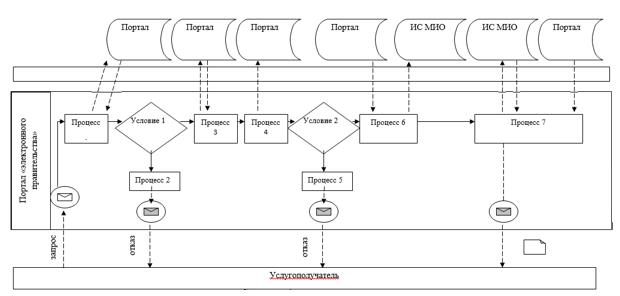 Портал
Портал
Портал
Портал
ИС МИО
ИС МИО
Портал
Портал «электронного
правительства»
Процесс
.
Условие 1
Процесс
3
Процесс
4
Условие 2
Процесс 6
Процесс 7
Процесс 2
Процесс 5
запрос
отказ
отказ
Услугополучатель